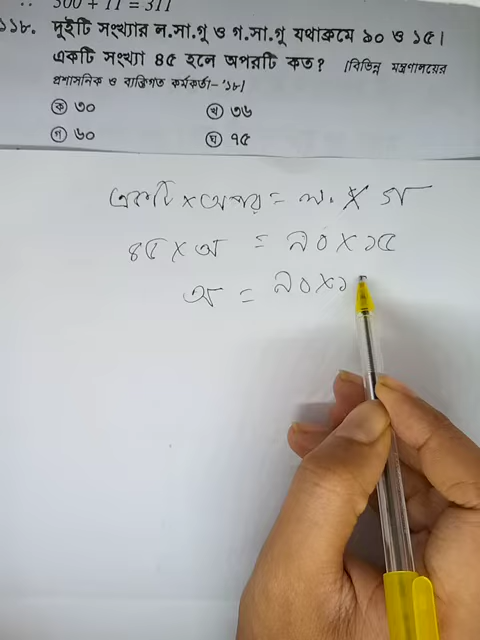 ∴ 300 + 11 = 311
১১৮. দুইটি সংখ্যার ল.সা.গু ও গ.সা.গু যথাক্রমে ৯০ ও ১৫।
একটি সংখ্যা ৪৫ হলে অপরটি কত? [বিভিন্ন মন্ত্রণালয়ের
প্রশাসনিক ও ব্যক্তিগত কর্মকর্তা-'১৮]
ক ৩০ খ ৩৬
গ ৬০ ঘ ৭৫
একটি × অপর = ল. × গ
৪৫ × অ = ৯০ × ১৫
অ = ৯০ × ১